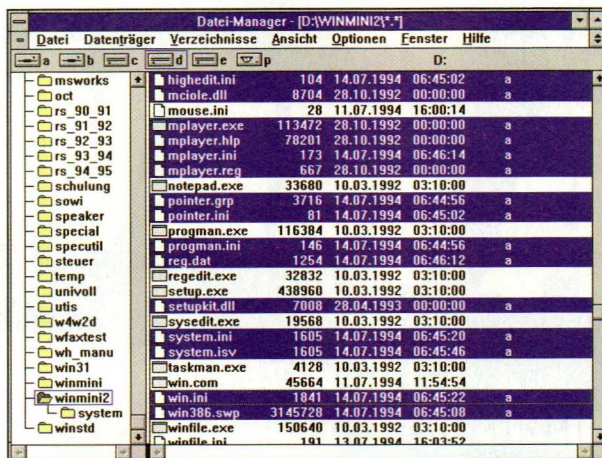 Datei-Manager - [D:\WINMINI2\*.*]
Datei Datenträger Verzeichnisse Ansicht Optionen Fenster Hilfe
a b c d e p D:
msworks
oct
rs_90_91
rs_91_92
rs_92_93
rs_93_94
rs_94_95
schulung
sowi
speaker
special
specutil
steuer
temp
univoll
utis
w4w2d
wfaxtest
wh_manu
win31
winmini
winmini2
system
winstd
highedit.ini 104 14.07.1994 06:45:02 a
mciole.dll 8704 28.10.1992 00:00:00 a
mouse.ini 28 11.07.1994 16:00:14
mplayer.exe 113472 28.10.1992 00:00:00 a
mplayer.hlp 78201 28.10.1992 00:00:00 a
mplayer.ini 173 14.07.1994 06:46:14 a
mplayer.reg 667 28.10.1992 00:00:00 a
notepad.exe 33680 10.03.1992 03:10:00
pointer.grp 3716 14.07.1994 06:44:56 a
pointer.ini 81 14.07.1994 06:45:02 a
progman.exe 116384 10.03.1992 03:10:00
progman.ini 146 14.07.1994 06:44:56 a
reg.dat 1254 14.07.1994 06:46:12 a
regedit.exe 32832 10.03.1992 03:10:00
setup.exe 438960 10.03.1992 03:10:00
setupkit.dll 7008 28.04.1993 00:00:00 a
sysedit.exe 19568 10.03.1992 03:10:00
system.ini 1605 14.07.1994 06:45:20 a
system.isv 1605 14.07.1994 06:45:46 a
taskman.exe 4128 10.03.1992 03:10:00
win.com 45664 11.07.1994 11:54:54
win.ini 1841 14.07.1994 06:45:22 a
win386.swp 3145728 14.07.1994 06:45:08 a
winfile.exe 150640 10.03.1992 03:10:00
winfile.ini 191 13.07.1994 16:03:52